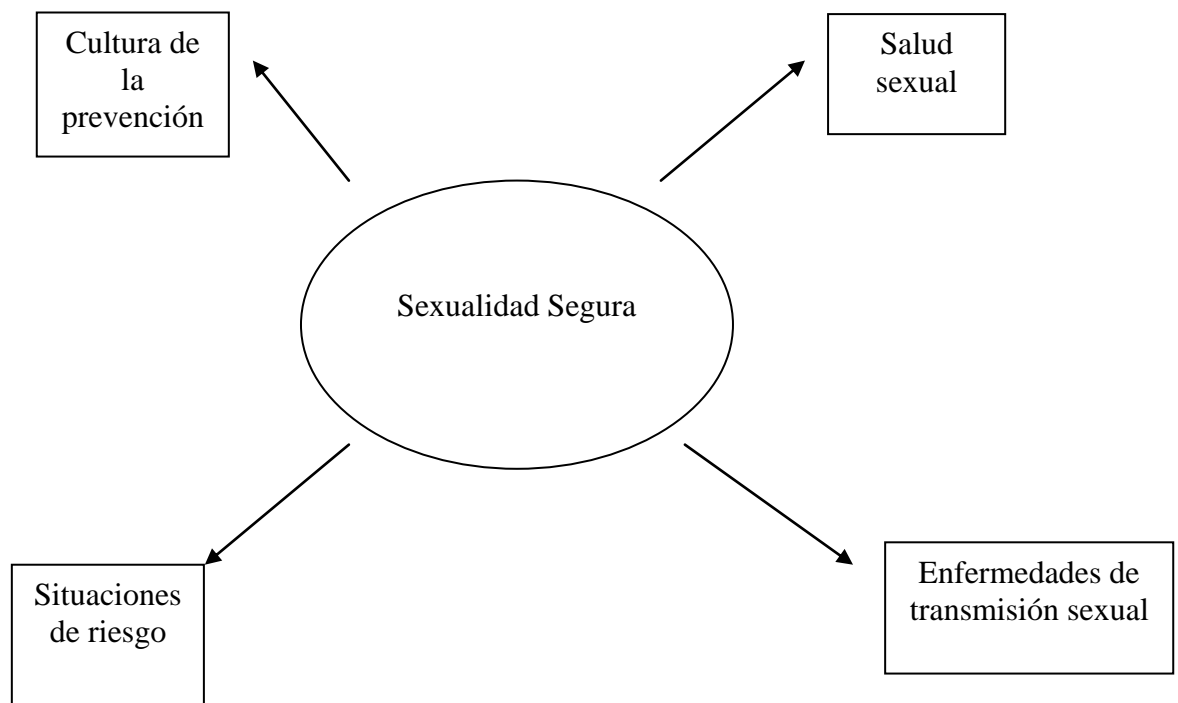 Cultura de
la
prevención
Salud
sexual
Sexualidad Segura
Situaciones
de riesgo
Enfermedades de
transmisión sexual